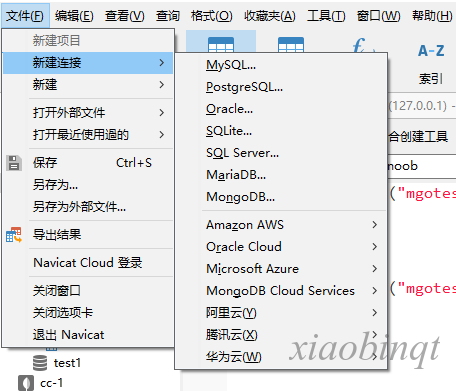 文件(F) 编辑(E) 查看(V) 查询 格式(O) 收藏夹(A) 工具(T) 窗口(W) 帮助(H)
新建项目
新建连接
新建
打开外部文件
打开最近使用過的
保存 Ctrl+S
另存为...
另存为外部文件...
导出结果
Navicat Cloud 登录
关闭窗口
关闭选项卡
退出 Navicat
test1
cc-1
MySQL...
PostgreSQL...
Oracle...
SQLite...
SQL Server...
MariaDB...
MongoDB...
Amazon AWS
Oracle Cloud
Microsoft Azure
MongoDB Cloud Services
阿里云(Y)
腾讯云(X)
华为云(W)
A-Z
索引
(127.0.0.1) -
合创建工具
noob
("mgotes
("mgotes
xiaobinqt